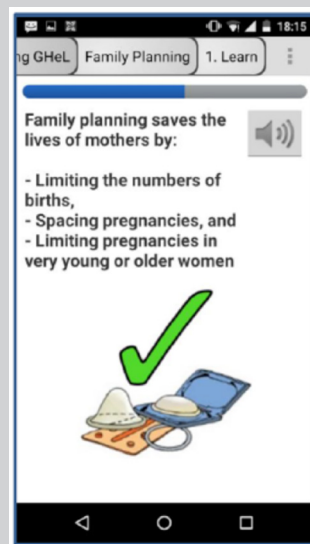 18:15
ng GHeL
Family Planning
1. Learn
Family planning saves the
lives of mothers by:
- Limiting the numbers of
births,
- Spacing pregnancies, and
- Limiting pregnancies in
very young or older women